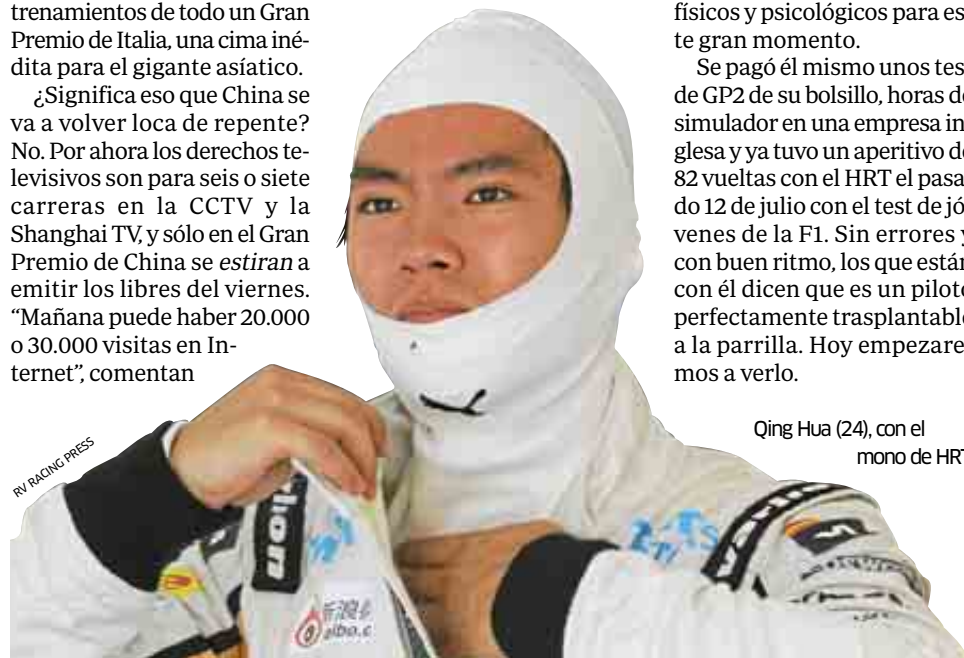 trenamientos de todo un Gran
Premio de Italia, una cima iné-
dita para el gigante asíatico.
¿Significa eso que China se
va a volver loca de repente?
No. Por ahora los derechos te-
levisivos son para seis o siete
carreras en la CCTV y la
Shanghai TV, y sólo en el Gran
Premio de China se estiran a
emitir los libres del viernes.
“Mañana puede haber 20.000
o 30.000 visitas en In-
ternet”, comentan
físicos y psicológicos para es-
te gran momento.
Se pagó él mismo unos test
de GP2 de su bolsillo, horas de
simulador en una empresa in-
glesa y ya tuvo un aperitivo de
82 vueltas con el HRT el pasa-
do 12 de julio con el test de jó-
venes de la F1. Sin errores y
con buen ritmo, los que están
con él dicen que es un piloto
perfectamente trasplantable
a la parrilla. Hoy empezare-
mos a verlo.
RV RACING PRESS
Qing Hua (24), con el
mono de HRT